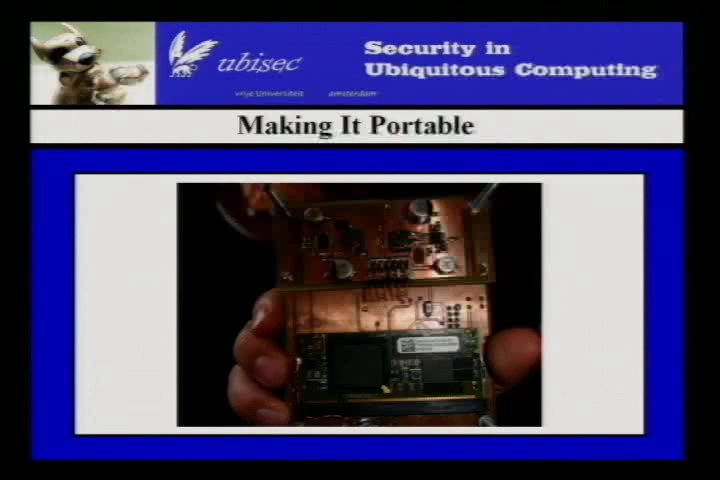 ubisec
Security in
Ubiquitous Computing
vrije Universiteit amsterdam
Making It Portable